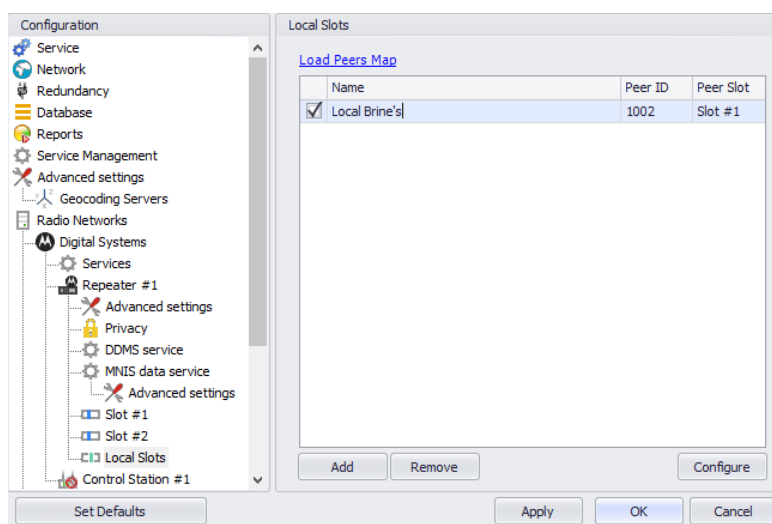 Configuration
Service
Network
Redundancy
Database
Reports
Service Management
Advanced settings
Geocoding Servers
Radio Networks
Digital Systems
Services
Repeater #1
Advanced settings
Privacy
DDMS service
MNIS data service
Advanced settings
Slot #1
Slot #2
Local Slots
Control Station #1
Local Slots
Load Peers Map
Name Peer ID Peer Slot
Local Brine's 1002 Slot #1
Add Remove Configure
Set Defaults Apply OK Cancel